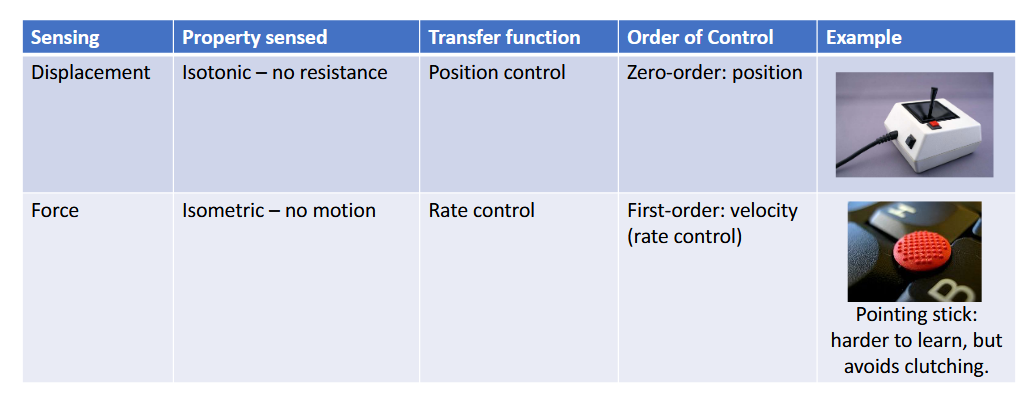 Sensing Property sensed Transfer function Order of Control Example
Displacement Isotonic – no resistance Position control Zero-order: position
Force Isometric – no motion Rate control First-order: velocity
(rate control)
H
B
Pointing stick:
harder to learn, but
avoids clutching.